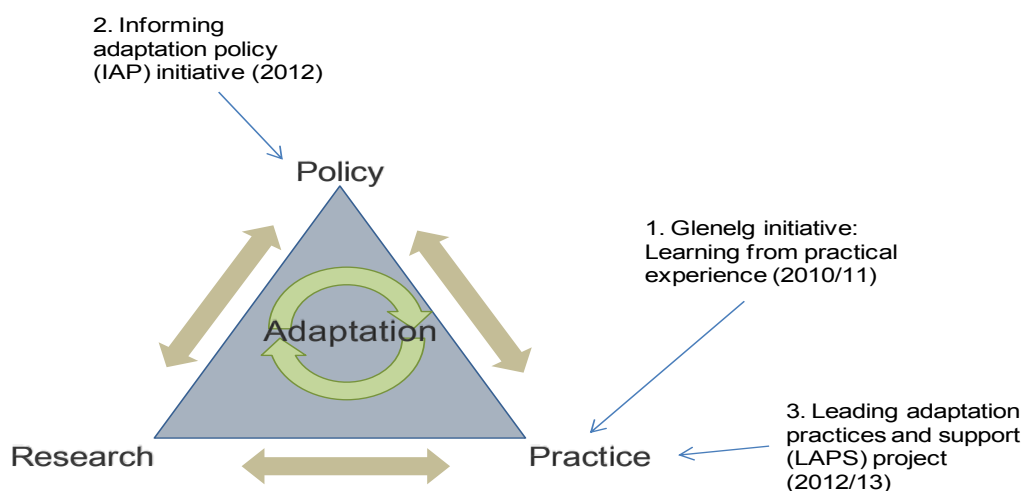 2. Informing
adaptation policy
(IAP) initiative (2012)
Policy
1. Glenelg initiative:
Learning from practical
experience (2010/11)
Adaptation
3. Leading adaptation
practices and support
(LAPS) project
(2012/13)
Research
Practice